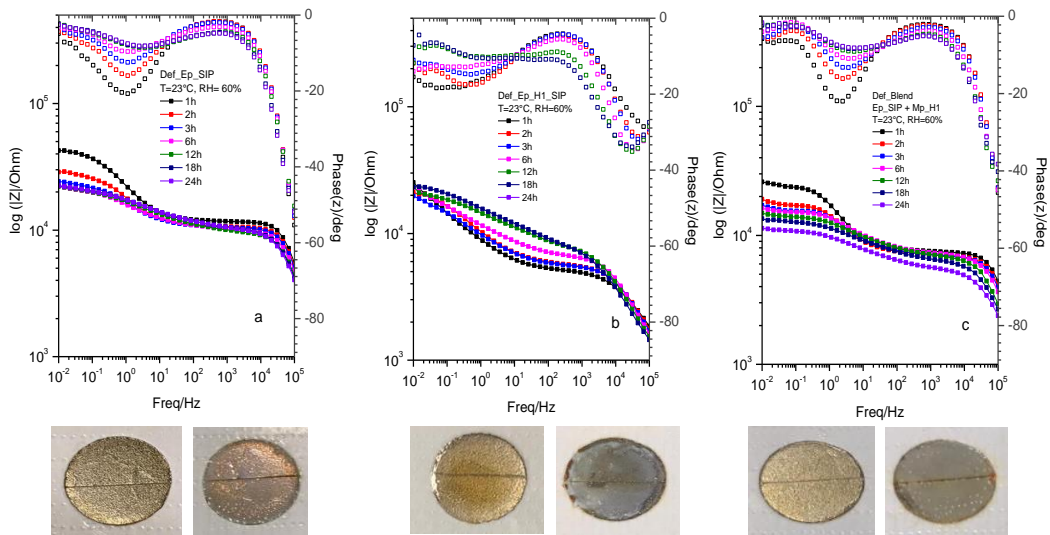 log (|Z|/Ohm)
10^5
10^4
10^3
Def_Ep_SIP
T=23°C, RH= 60%
1h
2h
3h
6h
12h
18h
24h
a
0
-20
-40
-60
-80
Phase(z)/deg
10^-2 10^-1 10^0 10^1 10^2 10^3 10^4 10^5
Freq/Hz
log (|Z|/Ohm)
10^5
10^4
10^3
Def_Ep_H1_SIP
T=23°C, RH=60%
1h
2h
3h
6h
12h
18h
b
0
-20
-40
-60
-80
Phase(z)/deg
10^-2 10^-1 10^0 10^1 10^2 10^3 10^4 10^5
Freq/Hz
log (|Z|/Ohm)
10^5
10^4
10^3
Def_Blend
Ep_SIP + Mp_H1
T=23°C, RH=60%
1h
2h
3h
6h
12h
18h
24h
c
0
-20
-40
-60
-80
Phase(z)/deg
10^-2 10^-1 10^0 10^1 10^2 10^3 10^4 10^5
Freq/Hz